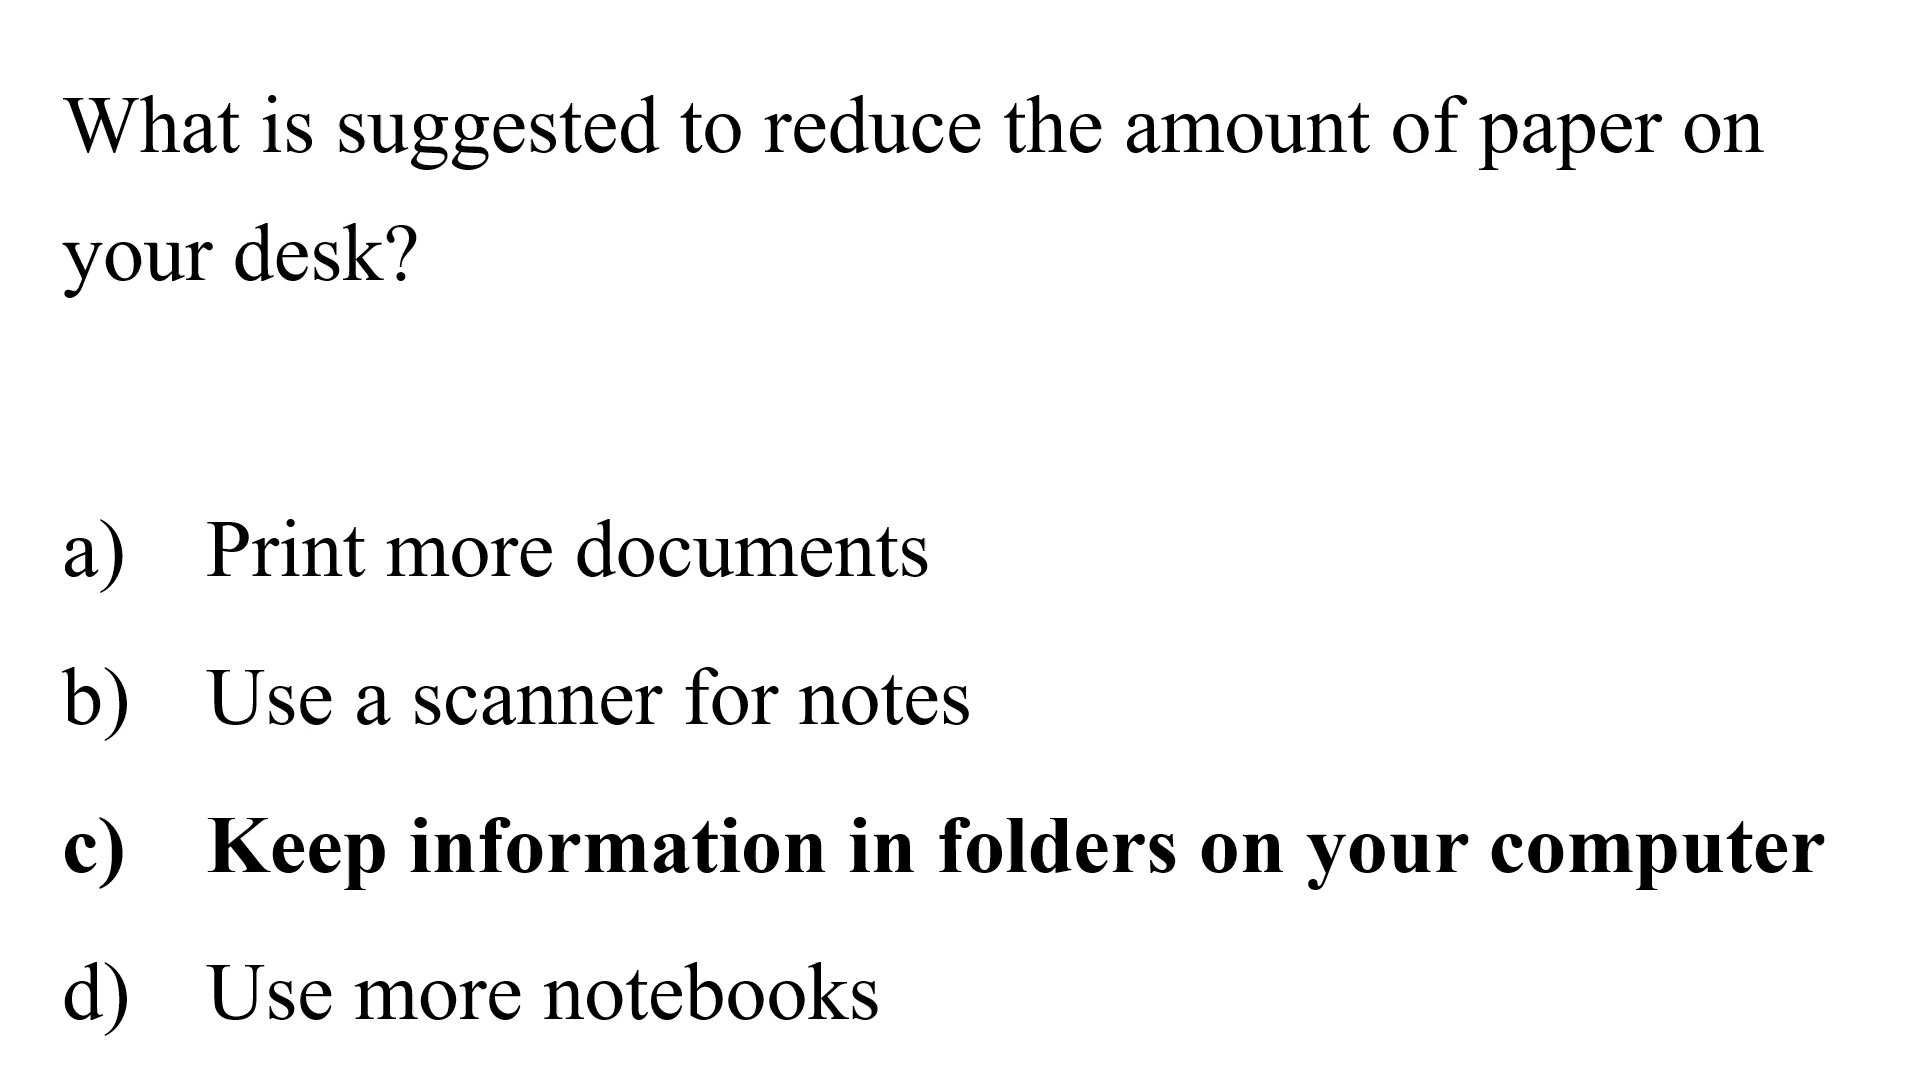 What is suggested to reduce the amount of paper on
your desk?
a) Print more documents
b) Use a scanner for notes
c) Keep information in folders on your computer
d) Use more notebooks